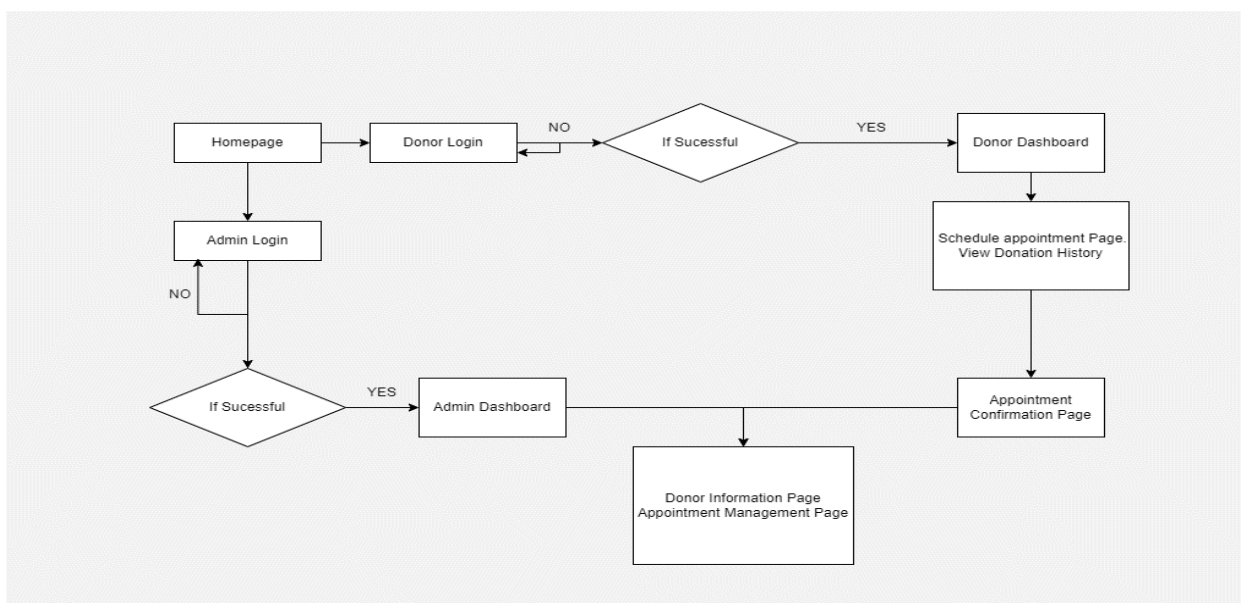 Homepage
Donor Login
NO
If Sucessful
YES
Donor Dashboard
Admin Login
Schedule appointment Page.
View Donation History
NO
If Sucessful
YES
Admin Dashboard
Appointment
Confirmation Page
Donor Information Page
Appointment Management Page